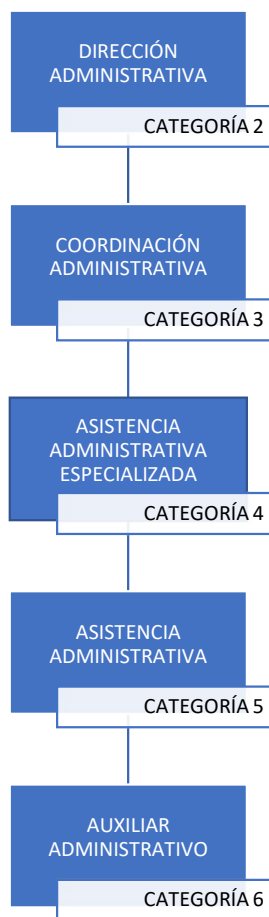 DIRECCIÓN
ADMINISTRATIVA
CATEGORÍA 2
COORDINACIÓN
ADMINISTRATIVA
CATEGORÍA 3
ASISTENCIA
ADMINISTRATIVA
ESPECIALIZADA
CATEGORÍA 4
ASISTENCIA
ADMINISTRATIVA
CATEGORÍA 5
AUXILIAR
ADMINISTRATIVO
CATEGORÍA 6